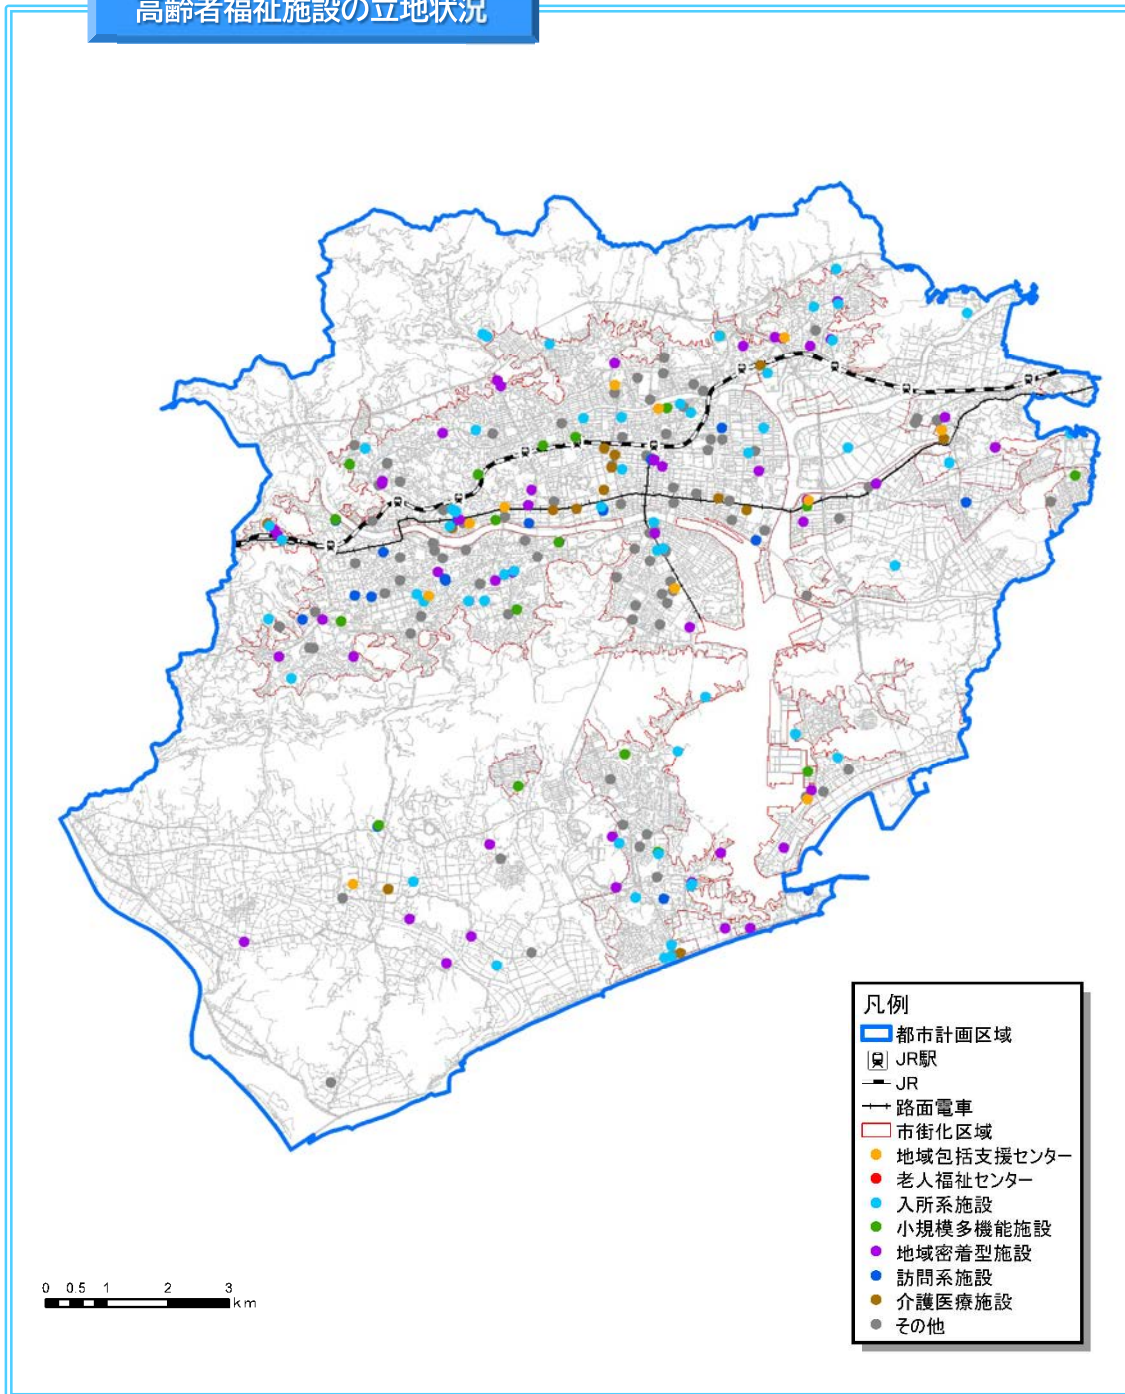 高齢者福祉施設の立地状況
凡例
都市計画区域
JR駅
JR
路面電車
市街化区域
地域包括支援センター
老人福祉センター
入所系施設
小規模多機能施設
地域密着型施設
訪問系施設
介護医療施設
その他
0 0.5 1 2 3
km